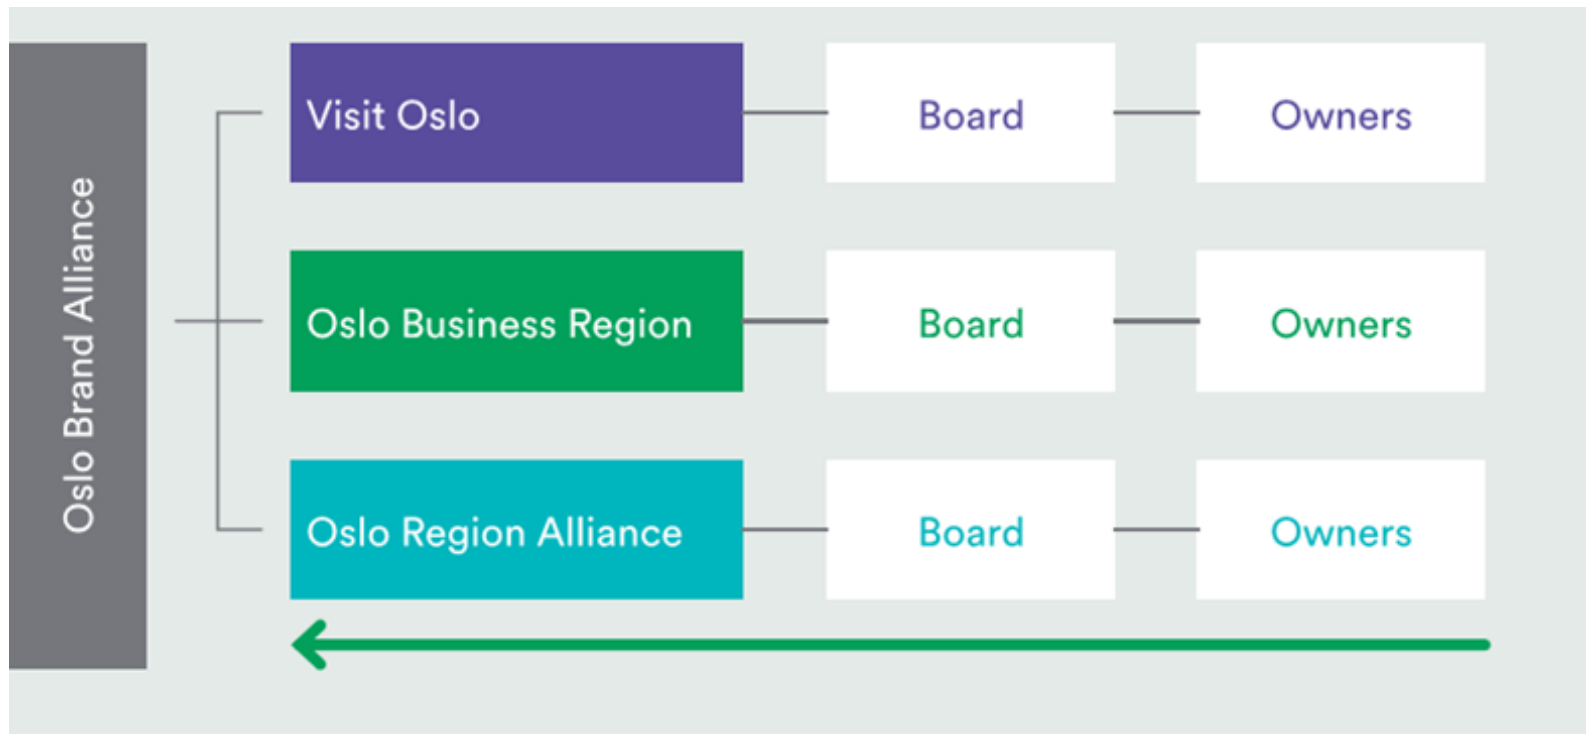 Oslo Brand Alliance
Visit Oslo
Board
Owners
Oslo Business Region
Board
Owners
Oslo Region Alliance
Board
Owners